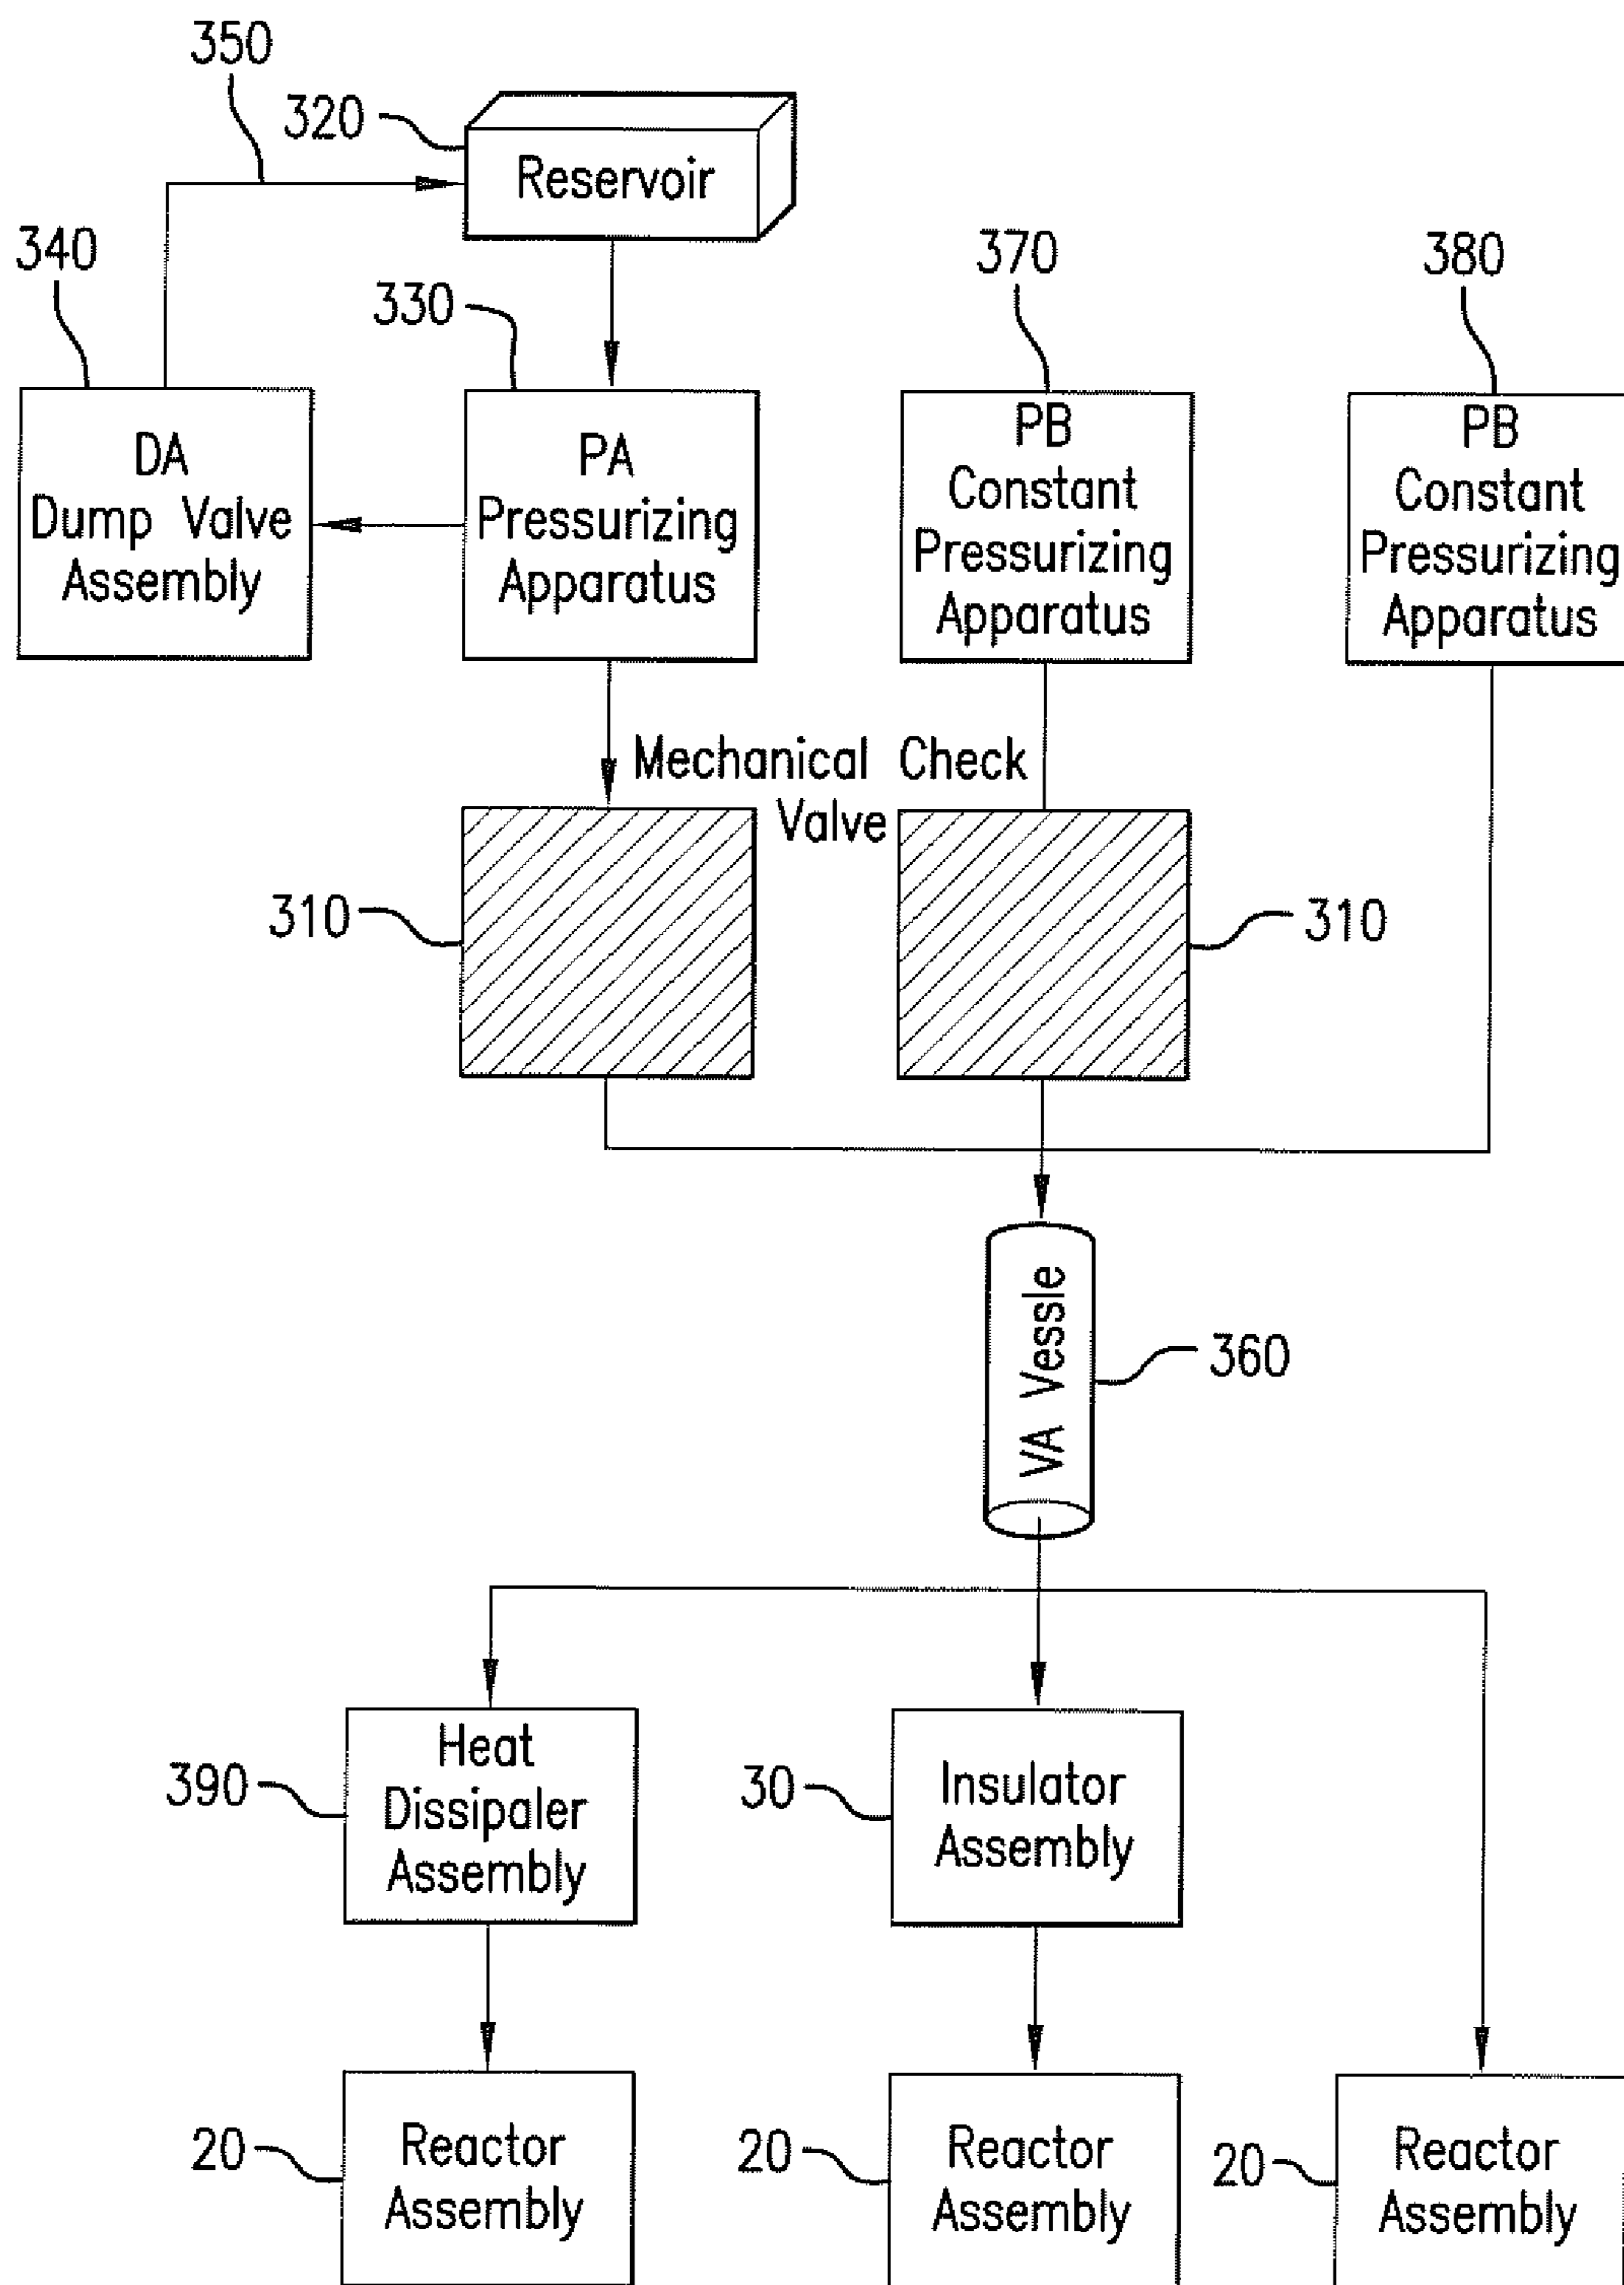 350
320
Reservoir
340
330
370
380
DA
Dump Valve
Assembly
PA
Pressurizing
Apparatus
PB
Constant
Pressurizing
Apparatus
PB
Constant
Pressurizing
Apparatus
Mechanical Check
Valve
310
310
VA Vessle
360
390
Heat
Dissipaler
Assembly
30
Insulator
Assembly
20
Reactor
Assembly
20
Reactor
Assembly
20
Reactor
Assembly